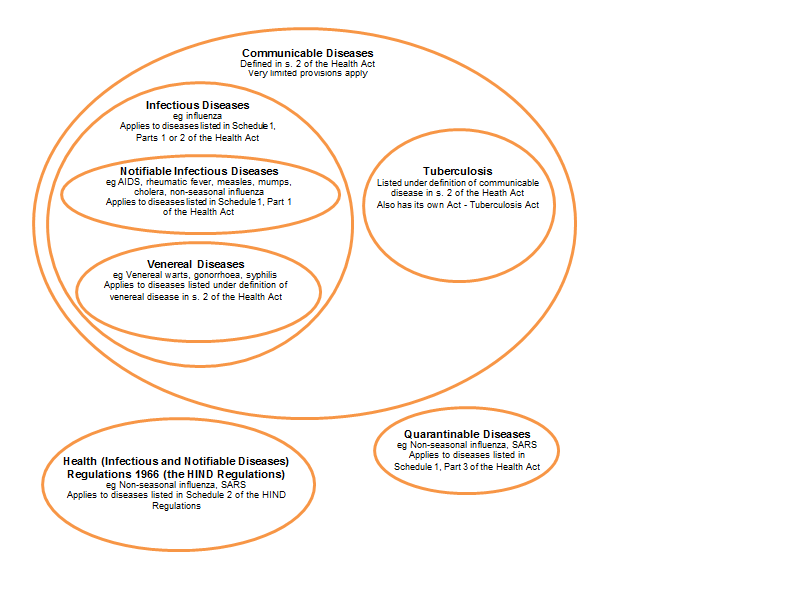 Communicable Diseases
Defined in s. 2 of the Health Act
Very limited provisions apply
Infectious Diseases
eg influenza
Applies to diseases listed in Schedule 1,
Parts 1 or 2 of the Health Act
Notifiable Infectious Diseases
eg AIDS, rheumatic fever, measles, mumps,
cholera, non-seasonal influenza
Applies to diseases listed in Schedule 1, Part 1
of the Health Act
Venereal Diseases
eg Venereal warts, gonorrhoea, syphilis
Applies to diseases listed under definition of
venereal disease in s. 2 of the Health Act
Tuberculosis
Listed under definition of communicable
disease in s. 2 of the Heath Act
Also has its own Act - Tuberculosis Act
Health (Infectious and Notifiable Diseases)
Regulations 1966 (the HIND Regulations)
eg Non-seasonal influenza, SARS
Applies to diseases listed in Schedule 2 of the HIND
Regulations
Quarantinable Diseases
eg Non-seasonal influenza, SARS
Applies to diseases listed in
Schedule 1, Part 3 of the Health Act